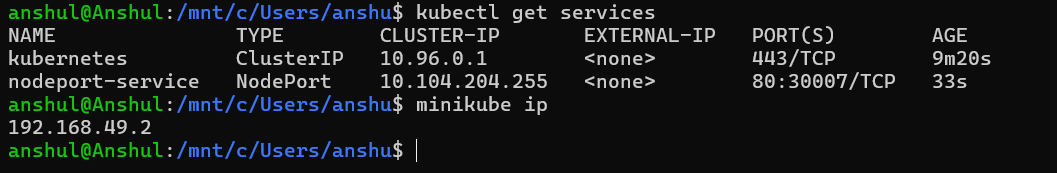 anshul@Anshul:/mnt/c/Users/anshu$ kubectl get services
NAME TYPE CLUSTER-IP EXTERNAL-IP PORT(S) AGE
kubernetes ClusterIP 10.96.0.1 <none> 443/TCP 9m20s
nodeport-service NodePort 10.104.204.255 <none> 80:30007/TCP 33s
anshul@Anshul:/mnt/c/Users/anshu$ minikube ip
192.168.49.2
anshul@Anshul:/mnt/c/Users/anshu$